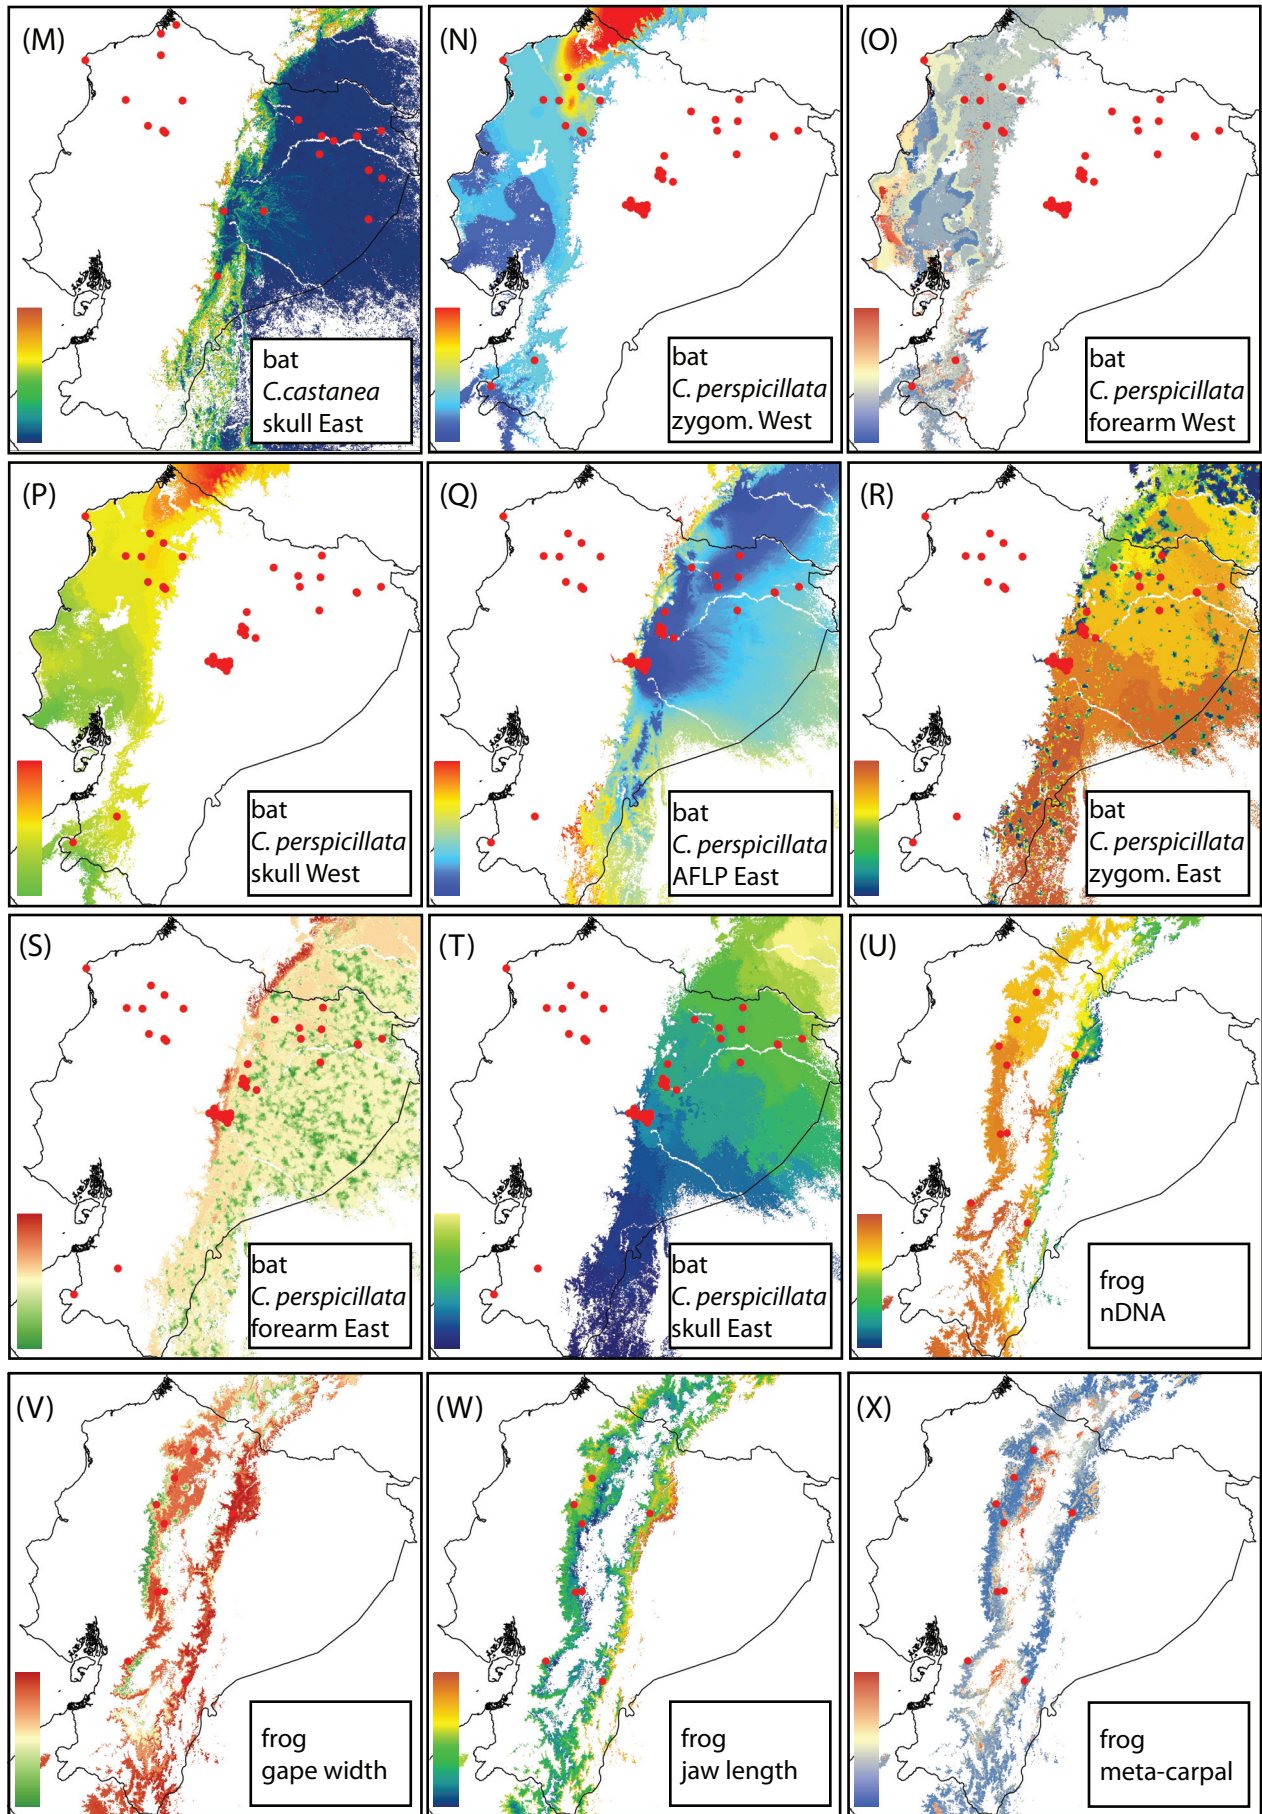 (M)
bat
C.castanea
skull East
(N)
bat
C. perspicillata
zygom. West
(O)
bat
C. perspicillata
forearm West
(P)
bat
C. perspicillata
skull West
(Q)
bat
C. perspicillata
AFLP East
(R)
bat
C. perspicillata
zygom. East
(S)
bat
C. perspicillata
forearm East
(T)
bat
C. perspicillata
skull East
(U)
frog
nDNA
(V)
frog
gape width
(W)
frog
jaw length
(X)
frog
meta-carpal